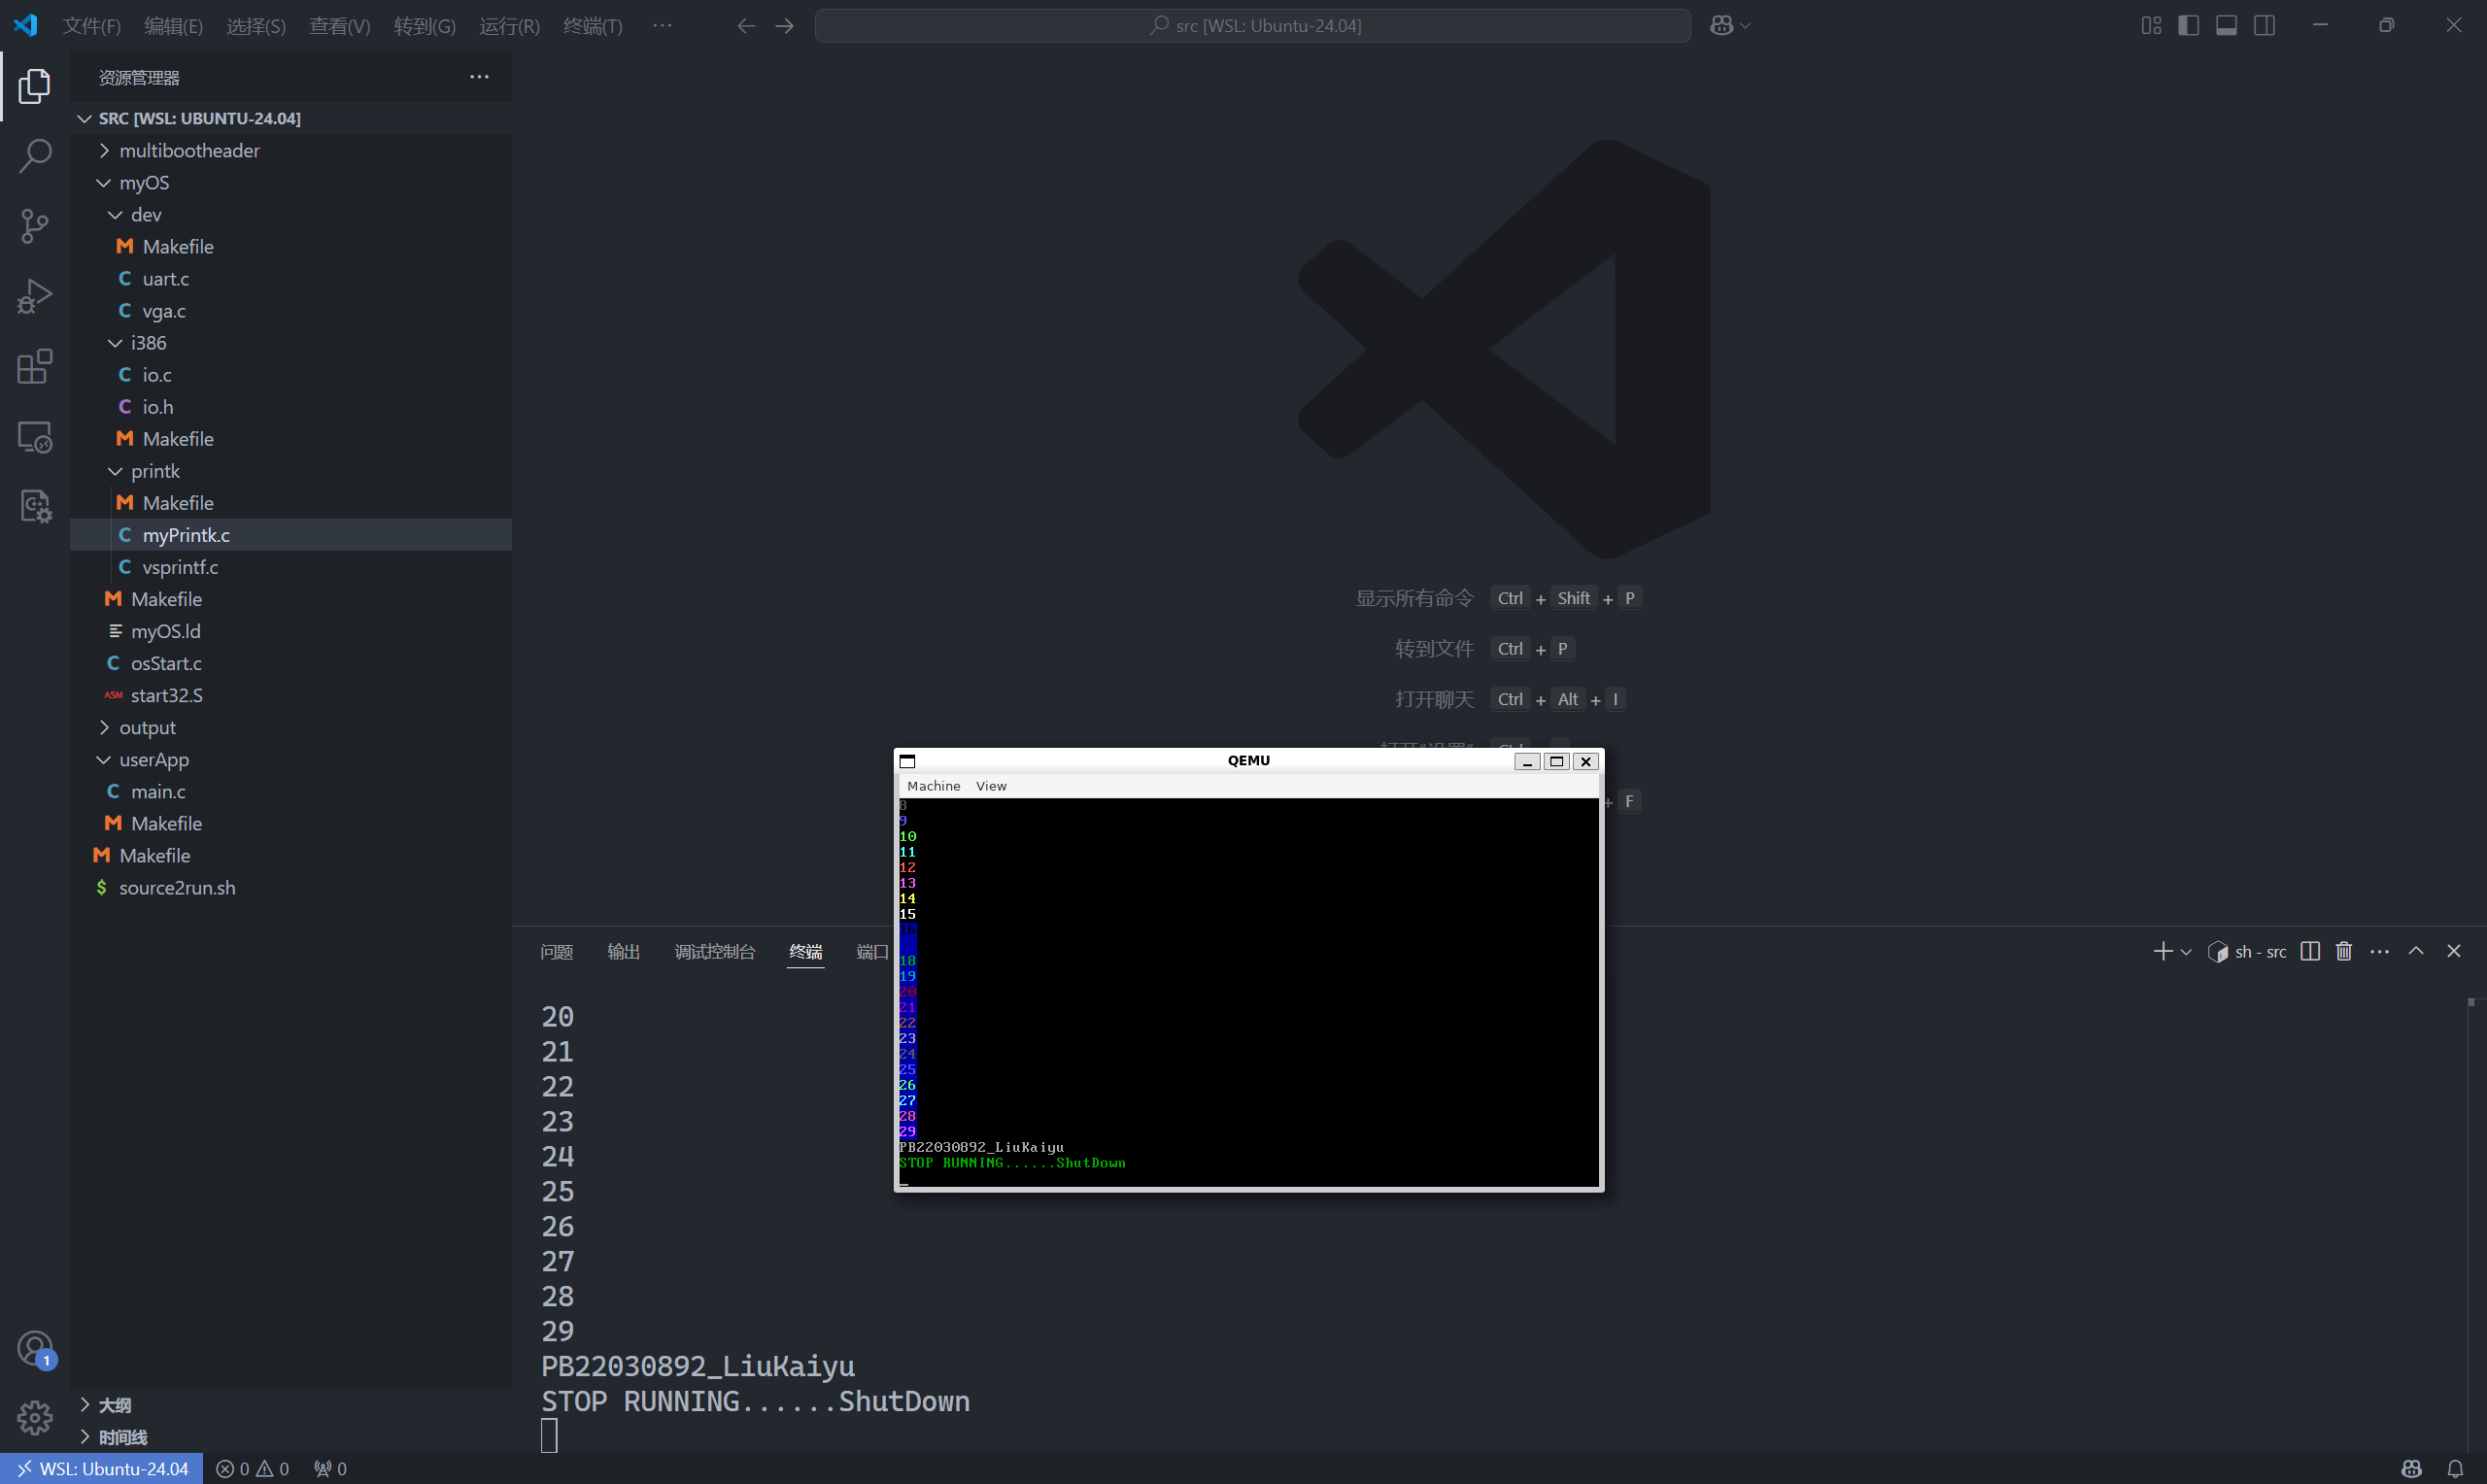 文件(F) 编辑(E) 选择(S) 查看(V) 转到(G) 运行(R) 终端(T) ···
src [WSL: Ubuntu-24.04]
资源管理器
SRC [WSL: UBUNTU-24.04]
multibootheader
myOS
dev
M Makefile
C uart.c
C vga.c
i386
C io.c
C io.h
M Makefile
printk
M Makefile
C myPrintk.c
C vsprintf.c
M Makefile
myOS.ld
C osStart.c
ASM start32.S
output
userApp
C main.c
M Makefile
M Makefile
$ source2run.sh
大纲
时间线
显示所有命令 Ctrl + Shift + P
转到文件 Ctrl + P
打开聊天 Ctrl + Alt + I
+ F
QEMU
Machine View
8
9
10
11
12
13
14
15
16
18
19
20
21
22
23
24
25
26
27
28
29
PB22030892_LiuKaiyu
STOP RUNNING......ShutDown
问题 输出 调试控制台 终端 端口
sh - src
20
21
22
23
24
25
26
27
28
29
PB22030892_LiuKaiyu
STOP RUNNING......ShutDown
1
WSL: Ubuntu-24.04 0 0 0